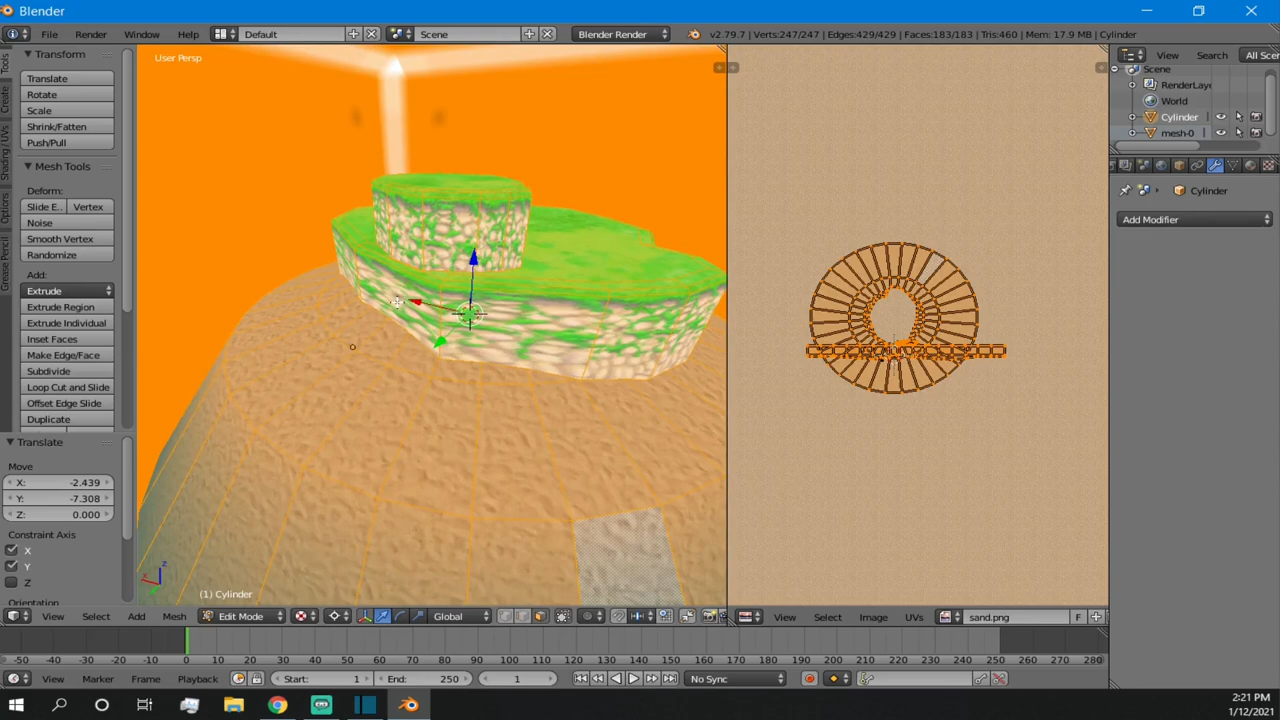 Blender
File Render Window Help Default Scene Blender Render v2.79.7 | Verts:247/247 | Edges:429/429 | Faces:183/183 | Tris:460 | Mem: 17.9 MB | Cylinder
Tools
Create
Shading / UVs
Options
Grease Pencil
Transform
Translate
Rotate
Scale
Shrink/Fatten
Push/Pull
Mesh Tools
Deform:
Slide E.. Vertex
Noise
Smooth Vertex
Randomize
Add:
Extrude
Extrude Region
Extrude Individual
Inset Faces
Make Edge/Face
Subdivide
Loop Cut and Slide
Offset Edge Slide
Duplicate
Translate
Move
X: -2.439
Y: -7.308
Z: 0.000
Constraint Axis
X
Y
Z
Orientation
User Persp
(1) Cylinder
View Select Add Mesh Edit Mode Global
View Select Image UVs sand.png F
View Search All Sce
Scene
RenderLaye
World
Cylinder
mesh-0
Cylinder
Add Modifier
-50 -40 -30 -20 -10 0 10 20 30 40 50 60 70 80 90 100 110 120 130 140 150 160 170 180 190 200 210 220 230 240 250 260 270 280
View Marker Frame Playback Start: 1 End: 250 1 No Sync
2:21 PM
1/12/2021